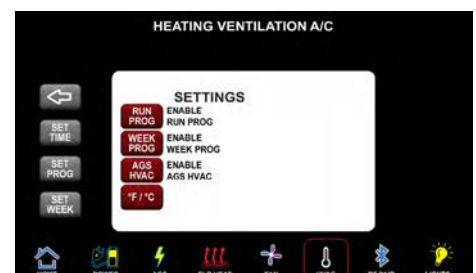 HEATING VENTILATION A/C
SETTINGS
RUN PROG
ENABLE
RUN PROG
SET TIME
WEEK PROG
ENABLE
WEEK PROG
SET PROG
AGS HVAC
ENABLE
AGS HVAC
SET WEEK
°F / °C